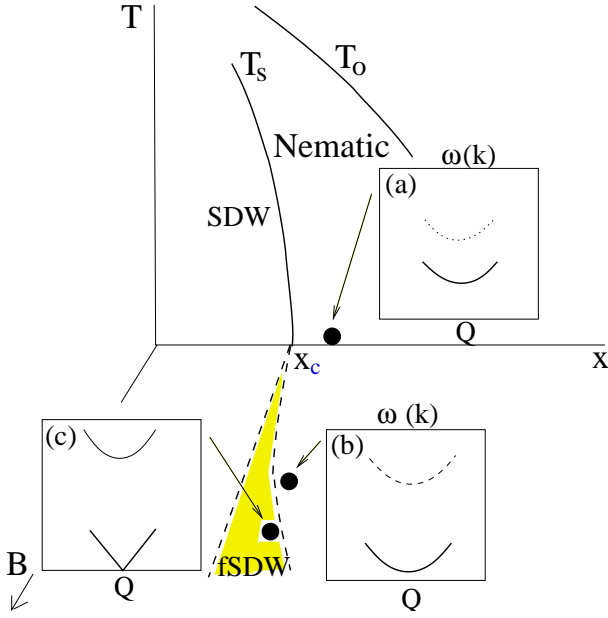 T
T_s
T_o
Nematic
SDW
ω(k)
(a)
Q
x_c
x
(c)
ω (k)
(b)
B
fSDW
Q
Q